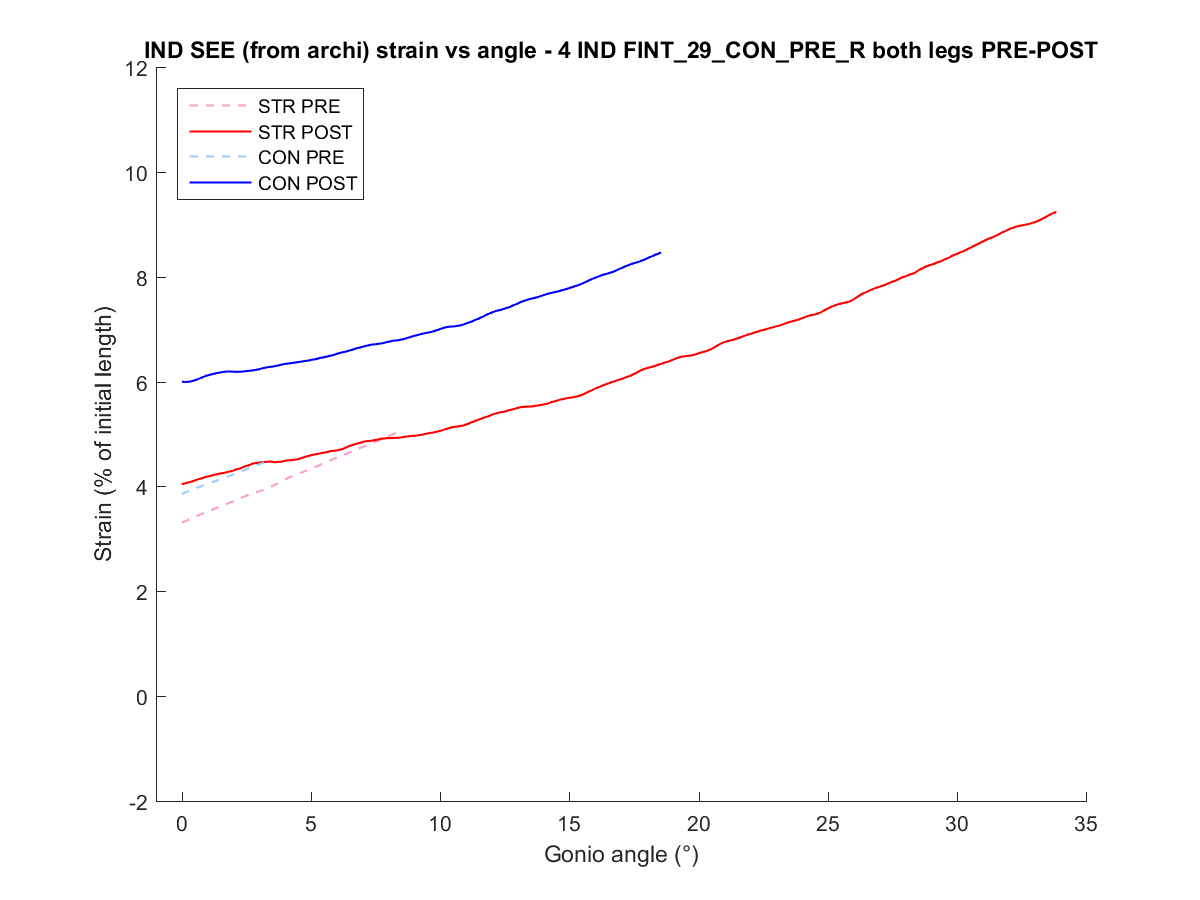 IND SEE (from archi) strain vs angle - 4 IND FINT_29_CON_PRE_R both legs PRE-POST
12
10
8
6
4
2
0
-2
STR PRE
STR POST
CON PRE
CON POST
Strain (% of initial length)
0 5 10 15 20 25 30 35
Gonio angle (°)